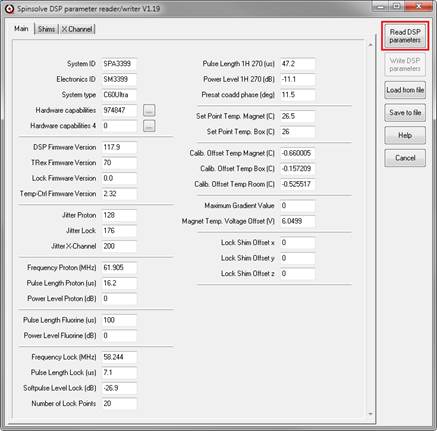 Spinsolve DSP parameter reader/writer V1.19
Main Shims X Channel
System ID SPA3399
Electronics ID SM3399
System type C60Ultra
Hardware capabilities 974847 ...
Hardware capabilities 4 0 ...
DSP Firmware Version 117.9
TRex Firmware Version 70
Lock Firmware Version 0.0
Temp-Ctrl Firmware Version 2.32
Jitter Proton 128
Jitter Lock 176
Jitter X-Channel 200
Frequency Proton (MHz) 61.905
Pulse Length Proton (us) 16.2
Power Level Proton (dB) 0
Pulse Length Fluorine (us) 100
Power Level Fluorine (dB) 0
Frequency Lock (MHz) 58.244
Pulse Length Lock (us) 7.1
Softpulse Level Lock (dB) -26.9
Number of Lock Points 20
Pulse Length 1H 270 (us) 47.2
Power Level 1H 270 (dB) -11.1
Presat coadd phase (deg) 11.5
Set Point Temp. Magnet (C) 26.5
Set Point Temp. Box (C) 26
Calib. Offset Temp Magnet (C) -0.660005
Calib. Offset Temp Box (C) -0.157209
Calib. Offset Temp Room (C) -0.525517
Maximum Gradient Value 0
Magnet Temp. Voltage Offset (V) 6.0499
Lock Shim Offset x 0
Lock Shim Offset y 0
Lock Shim Offset z 0
Read DSP
parameters
Write DSP
parameters
Load from file
Save to file
Help
Cancel